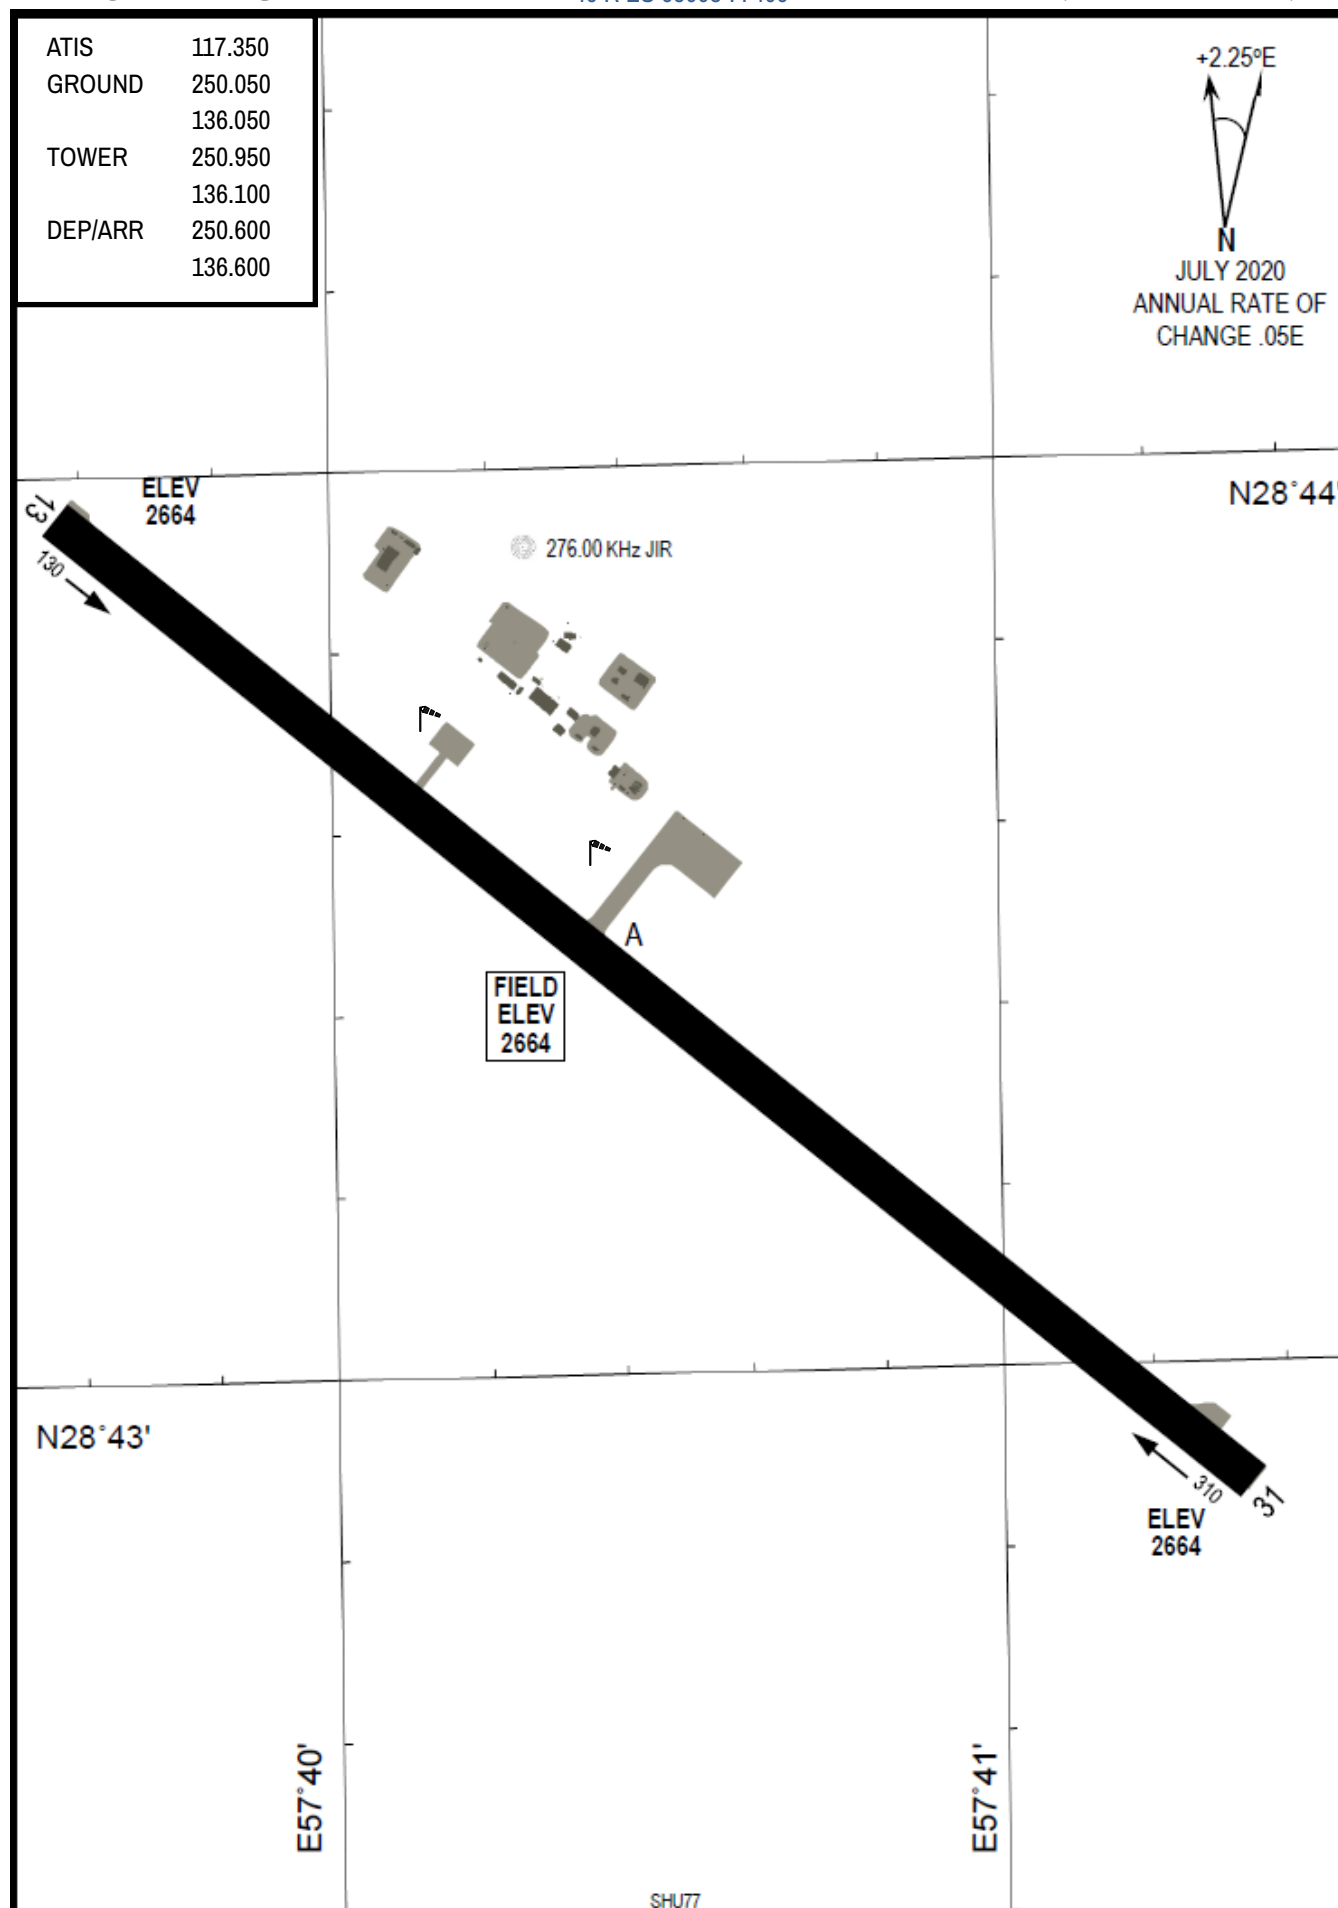 ATIS 117.350
GROUND 250.050
136.050
TOWER 250.950
136.100
DEP/ARR 250.600
136.600
+2.25ºE
N
JULY 2020
ANNUAL RATE OF
CHANGE .05E
N28°44'
ELEV
2664
13
130
276.00 KHz JIR
A
FIELD
ELEV
2664
N28°43'
310
31
ELEV
2664
E57°40'
E57°41'
SHU77